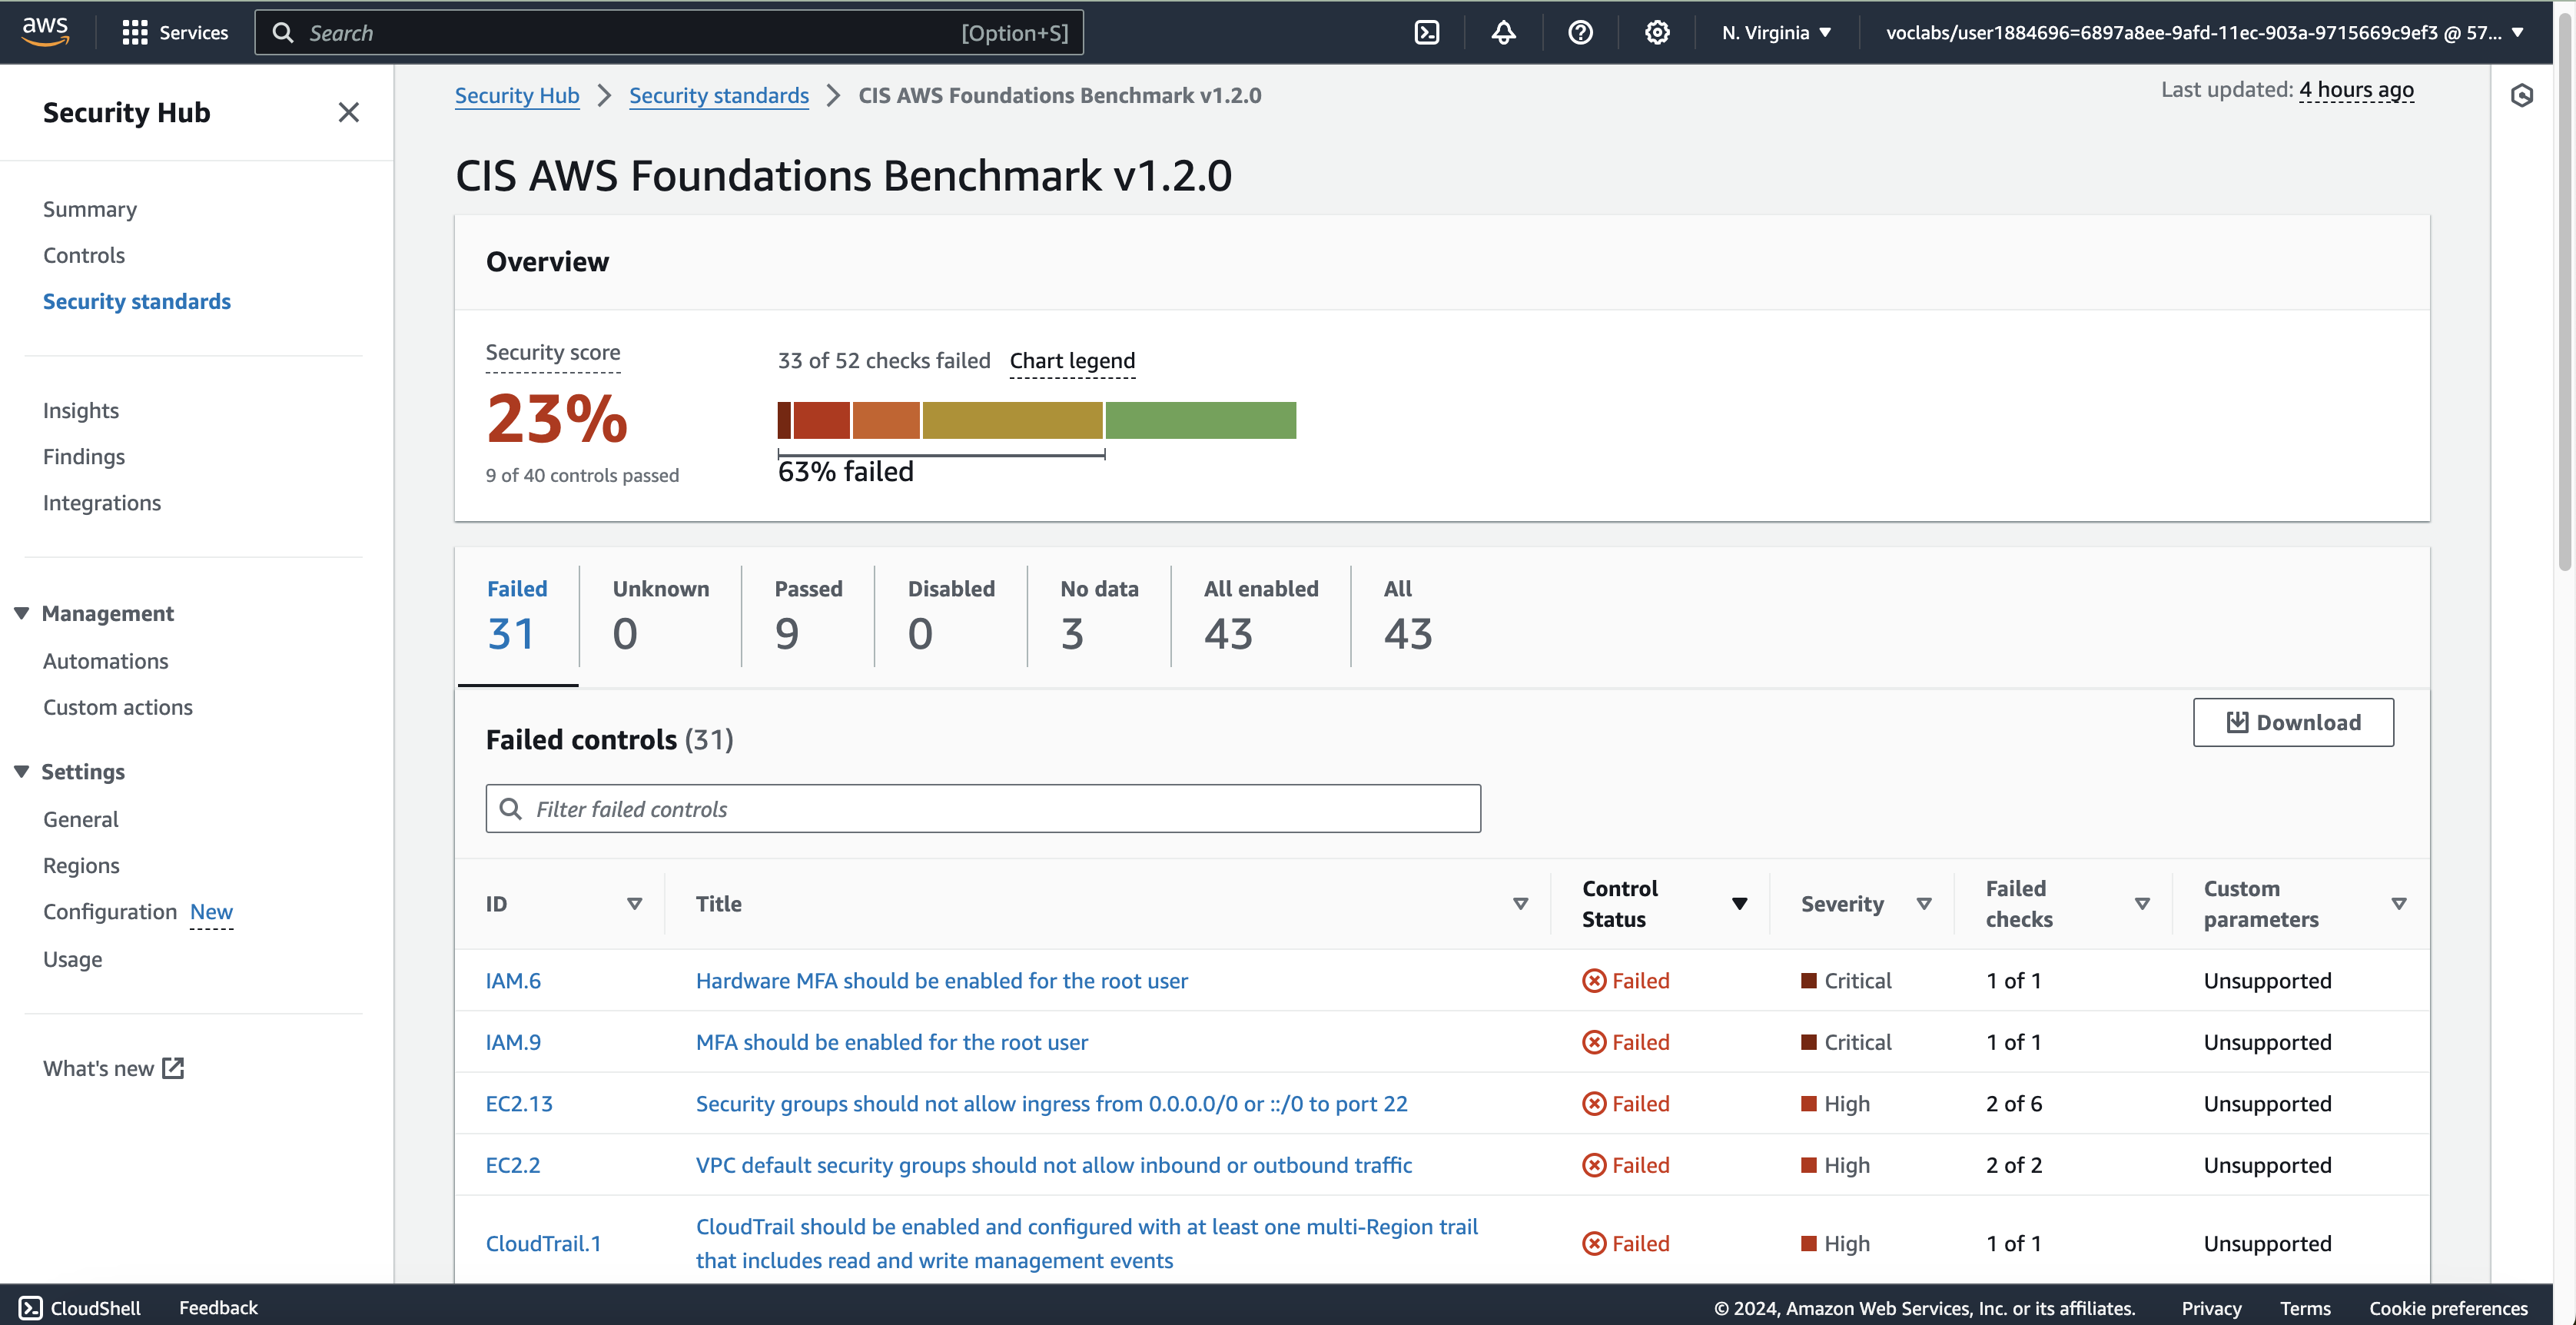 aws
Services
Search
[Option+S]
N. Virginia
voclabs/user1884696=6897a8ee-9afd-11ec-903a-9715669c9ef3 @ 57...
Security Hub
Summary
Controls
Security standards
Insights
Findings
Integrations
Management
Automations
Custom actions
Settings
General
Regions
Configuration New
Usage
What's new
Security Hub > Security standards > CIS AWS Foundations Benchmark v1.2.0
Last updated: 4 hours ago
CIS AWS Foundations Benchmark v1.2.0
Overview
Security score
23%
9 of 40 controls passed
33 of 52 checks failed Chart legend
63% failed
Failed Unknown Passed Disabled No data All enabled All
31 0 9 0 3 43 43
Failed controls (31)
Download
Filter failed controls
ID Title Control Status Severity Failed checks Custom parameters
IAM.6 Hardware MFA should be enabled for the root user Failed Critical 1 of 1 Unsupported
IAM.9 MFA should be enabled for the root user Failed Critical 1 of 1 Unsupported
EC2.13 Security groups should not allow ingress from 0.0.0.0/0 or ::/0 to port 22 Failed High 2 of 6 Unsupported
EC2.2 VPC default security groups should not allow inbound or outbound traffic Failed High 2 of 2 Unsupported
CloudTrail.1 CloudTrail should be enabled and configured with at least one multi-Region trail
that includes read and write management events Failed High 1 of 1 Unsupported
CloudShell Feedback © 2024, Amazon Web Services, Inc. or its affiliates. Privacy Terms Cookie preferences